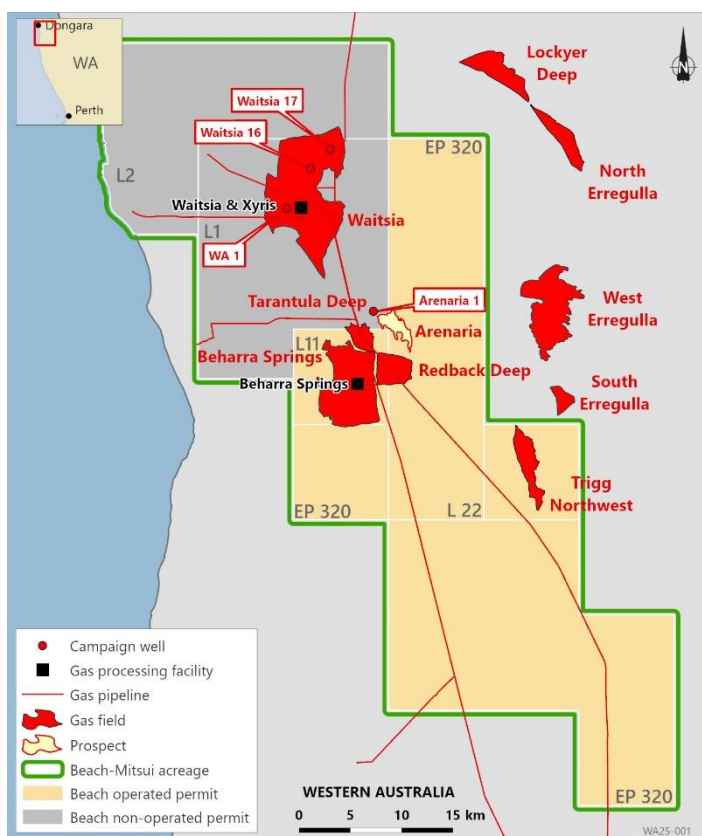 Dongara
WA
Perth
Lockyer
Deep
N
Waitsia 17
Waitsia 16
EP 320
North
Erregulla
L2
Waitsia & Xyris
L1
Waitsia
WA 1
Tarantula Deep
Arenaria 1
West
Erregulla
Arenaria
L11
Beharra Springs
Redback Deep
Beharra Springs
South
Erregulla
Trigg
Northwest
EP 320
L 22
Campaign well
Gas processing facility
Gas pipeline
Gas field
Prospect
Beach-Mitsui acreage
Beach operated permit
Beach non-operated permit
WESTERN AUSTRALIA
0 5 10 15 km
EP 320
WA25-001